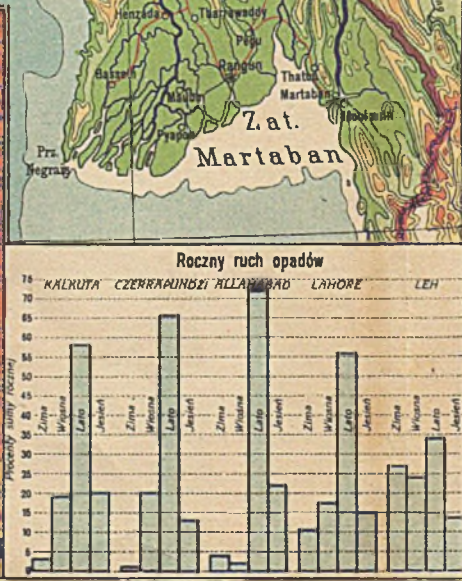 Henzada
Tharrawaddy
Pegu
Rangun
Bassein
Thaton
Maubin
Martaban
Pyapon
Zat.
Martaban
Prz.
Negrais
Roczny ruch opadów
KALKUTA CZERRAPUNDŻI ALLAHABAD LAHORE LEH
Procenty sumy rocznej
75
70
65
60
55
50
45
40
35
30
25
20
15
10
5
0
Zima Wiosna Lato Jesień Zima Wiosna Lato Jesień Zima Wiosna Lato Jesień Zima Wiosna Lato Jesień Zima Wiosna Lato Jesień